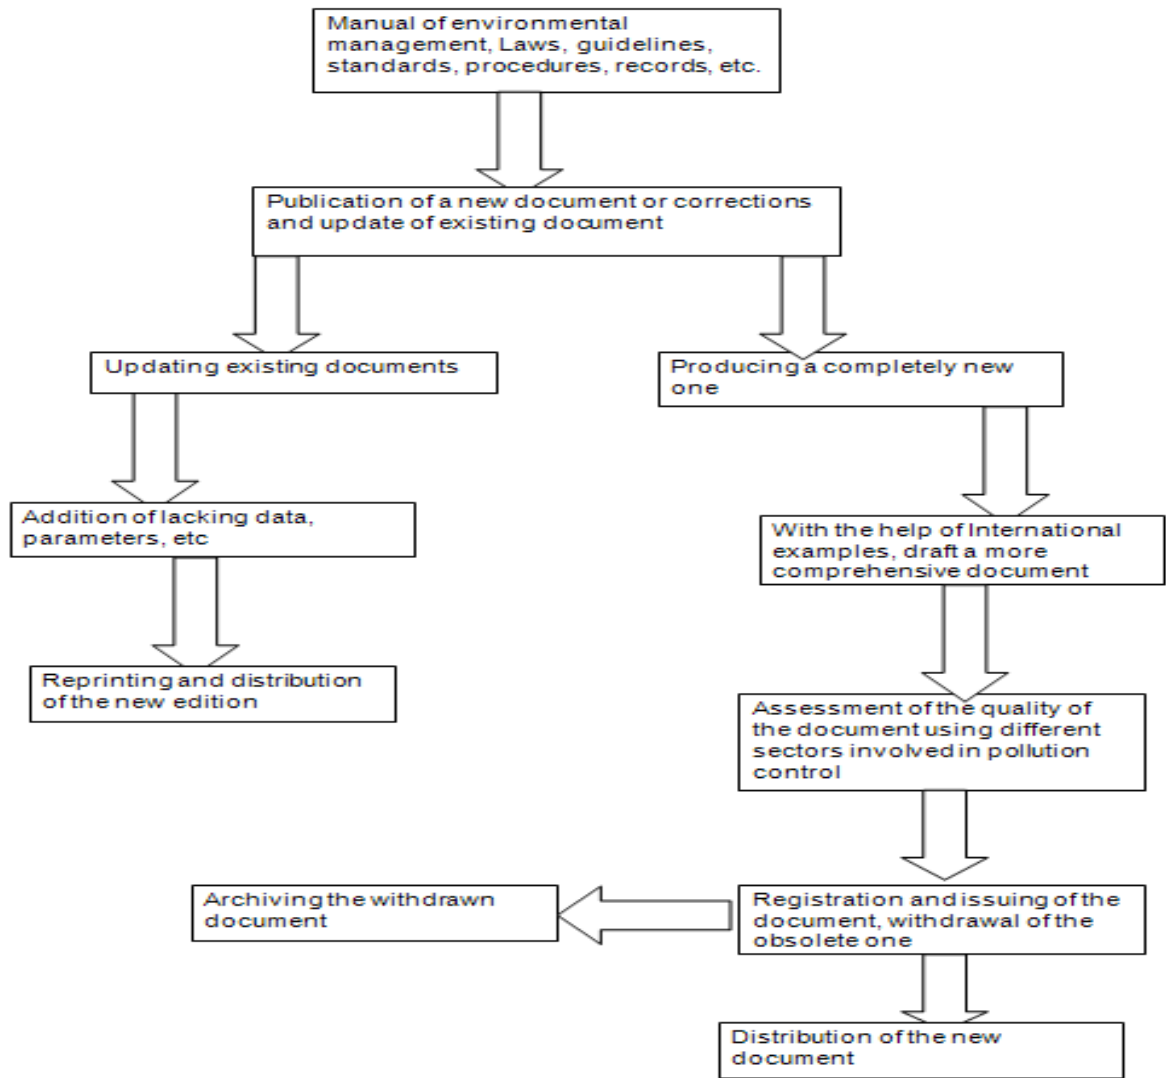 Manual of environmental
management, Laws, guidelines,
standards, procedures, records, etc.
Publication of a new document or corrections
and update of existing document
Updating existing documents
Producing a completely new
one
Addition of lacking data,
parameters, etc
With the help of International
examples, draft a more
comprehensive document
Reprinting and distribution
of the new edition
Assessment of the quality of
the document using different
sectors involved in pollution
control
Archiving the withdrawn
document
Registration and issuing of the
document, withdrawal of the
obsolete one
Distribution of the new
document